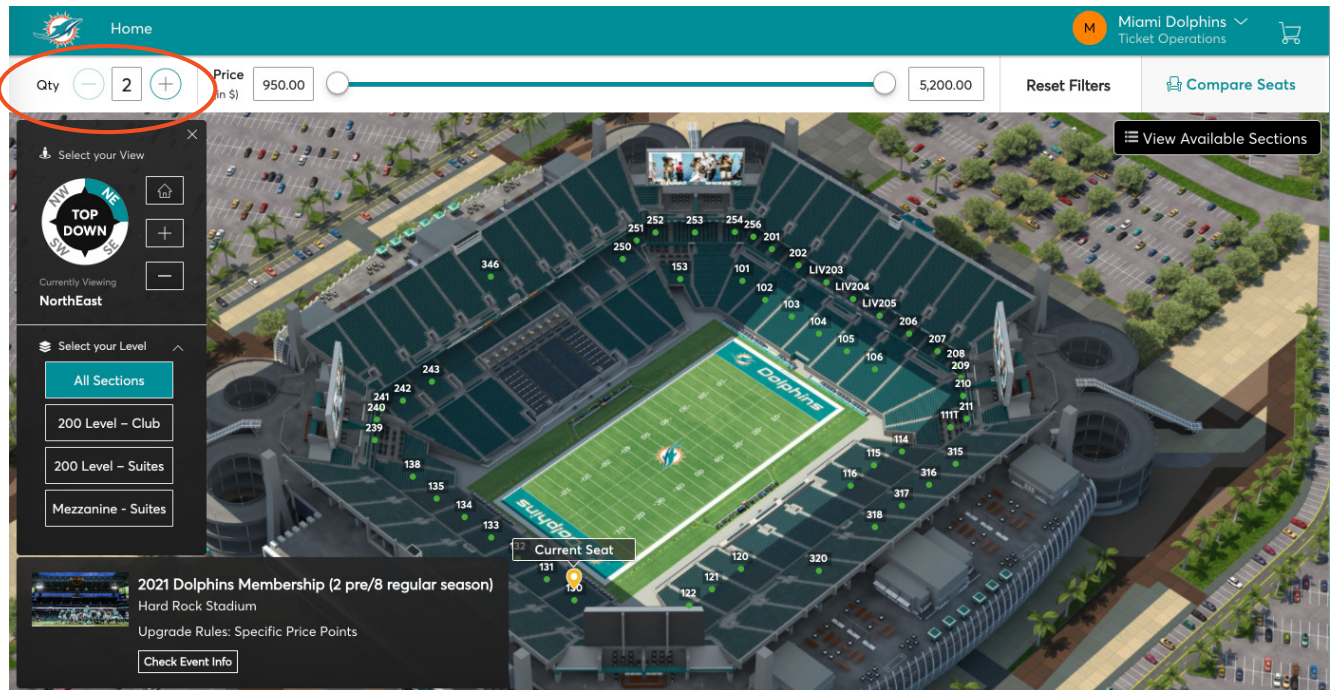 Home
M
Miami Dolphins
Ticket Operations
Qty
2
Price
(in $)
950.00
5,200.00
Reset Filters
Compare Seats
View Available Sections
Select your View
NW
NE
TOP
DOWN
SW
SE
Currently Viewing
NorthEast
Select your Level
All Sections
200 Level – Club
200 Level – Suites
Mezzanine - Suites
252
253
254
256
251
201
250
202
346
153
101
LIV203
102
LIV204
103
LIV205
104
206
105
207
106
208
209
243
210
242
241
211
240
111T
239
114
138
115
315
135
116
316
134
317
133
318
132
Current Seat
120
320
131
121
130
122
Dolphins
Dolphins
2021 Dolphins Membership (2 pre/8 regular season)
Hard Rock Stadium
Upgrade Rules: Specific Price Points
Check Event Info